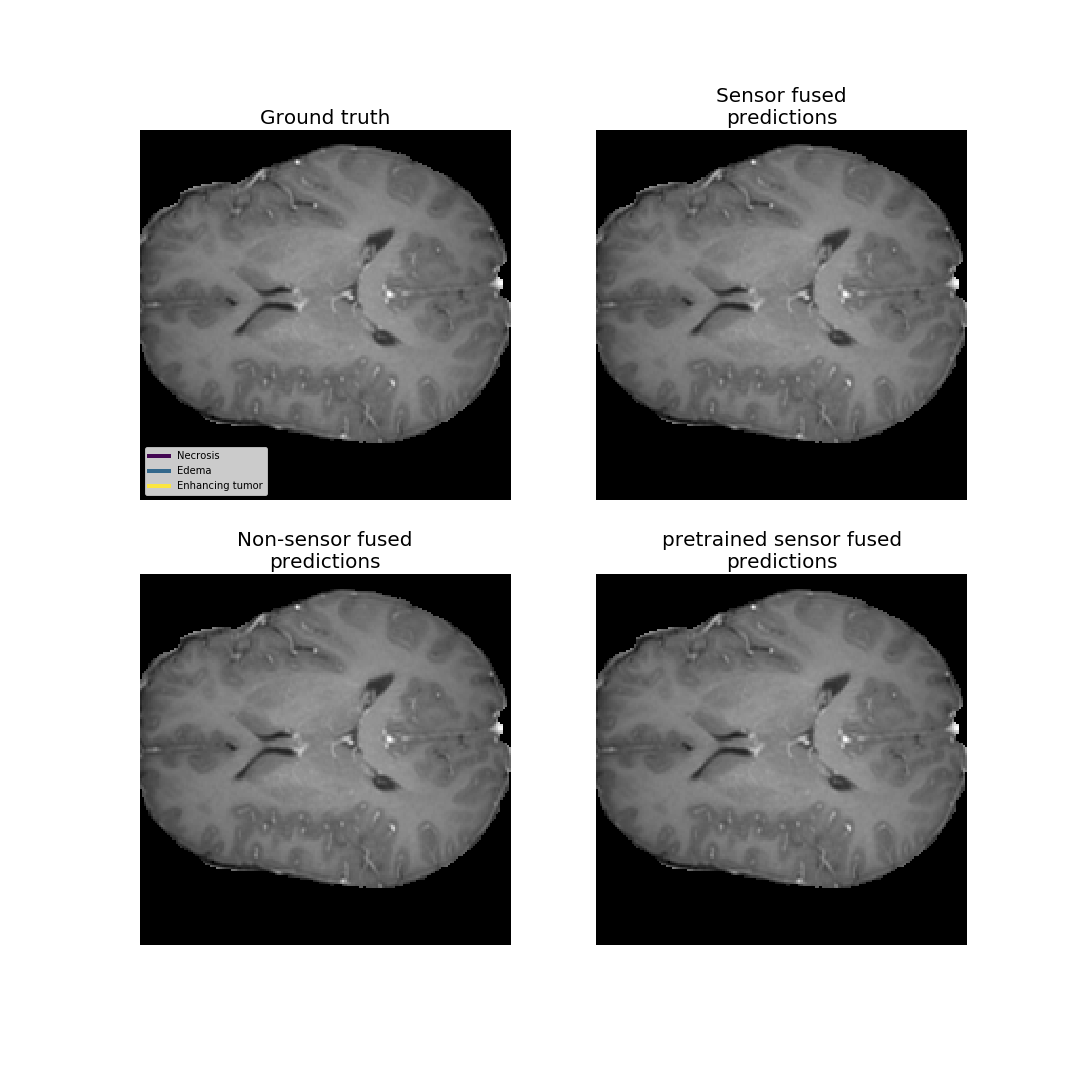 Ground truth
Sensor fused
predictions
Necrosis
Edema
Enhancing tumor
Non-sensor fused
predictions
pretrained sensor fused
predictions